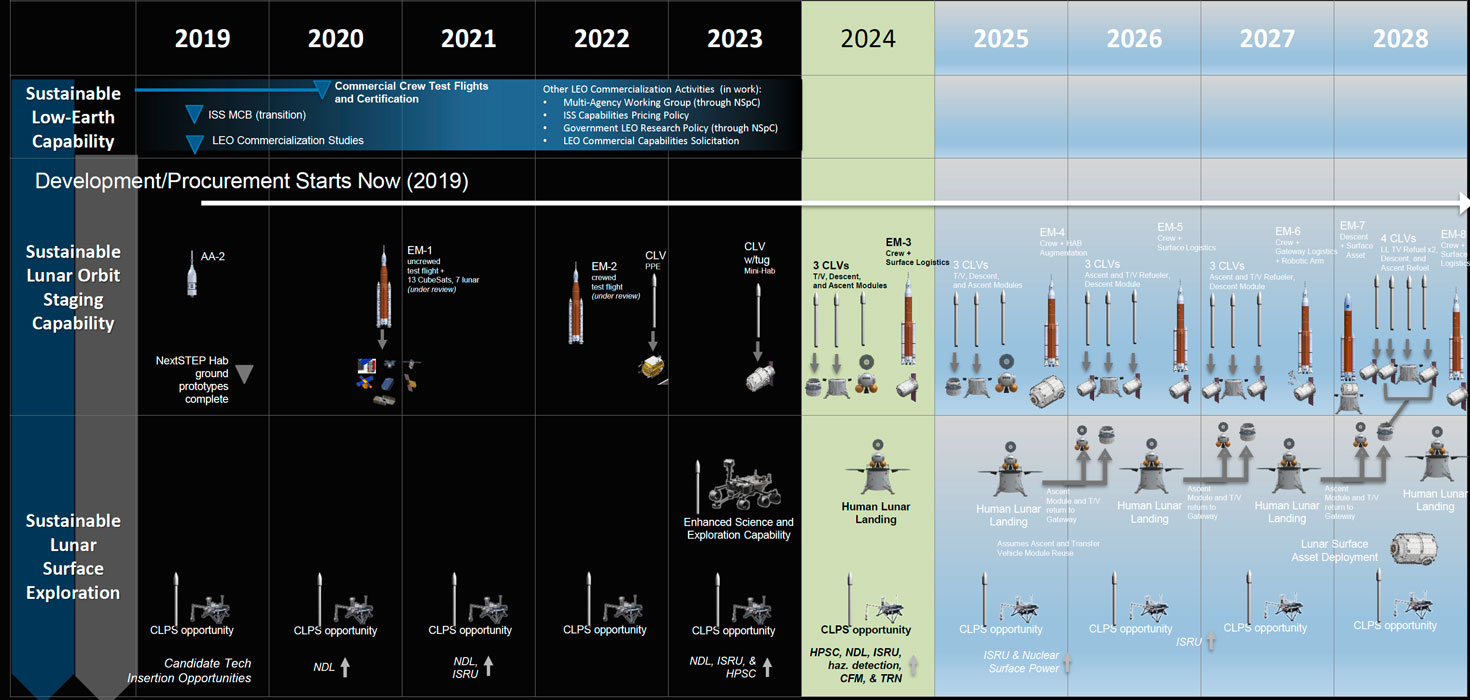 2019
2020
2021
2022
2023
2024
2025
2026
2027
2028
Sustainable
Low-Earth
Capability
Commercial Crew Test Flights
and Certification
ISS MCB (transition)
LEO Commercialization Studies
Other LEO Commercialization Activities (in work):
• Multi-Agency Working Group (through NSpC)
• ISS Capabilities Pricing Policy
• Government LEO Research Policy (through NSpC)
• LEO Commercial Capabilities Solicitation
Development/Procurement Starts Now (2019)
Sustainable
Lunar Orbit
Staging
Capability
AA-2
NextSTEP Hab
ground
prototypes
complete
EM-1
uncrewed
test flight +
13 CubeSats, 7 lunar
(under review)
EM-2
crewed
test flight
(under review)
CLV
PPE
CLV
w/tug
Mini-Hab
3 CLVs
T/V, Descent,
and Ascent Modules
EM-3
Crew +
Surface Logistics
3 CLVs
T/V, Descent,
and Ascent Modules
EM-4
Crew + HAB
Augmentation
3 CLVs
Ascent and T/V Refueler,
Descent Module
EM-5
Crew +
Surface Logistics
3 CLVs
Ascent and T/V Refueler,
Descent Module
EM-6
Crew +
Gateway Logistics
+ Robotic Arm
EM-7
Descent
+ Surface
Asset
4 CLVs
LL TV Refuel x2,
Descent, and
Ascent Refuel
EM-8
Crew +
Surface
Logistics
Sustainable
Lunar
Surface
Exploration
Enhanced Science and
Exploration Capability
Human Lunar
Landing
Human Lunar
Landing
Ascent
Module and T/V
return to
Gateway
Human Lunar
Landing
Ascent
Module and T/V
return to
Gateway
Human Lunar
Landing
Ascent
Module and T/V
return to
Gateway
Human Lunar
Landing
Assumes Ascent and Transfer
Vehicle Module Reuse
Lunar Surface
Asset Deployment
CLPS opportunity
CLPS opportunity
CLPS opportunity
CLPS opportunity
CLPS opportunity
CLPS opportunity
CLPS opportunity
CLPS opportunity
CLPS opportunity
CLPS opportunity
Candidate Tech
Insertion Opportunities
NDL
NDL,
ISRU
NDL, ISRU, &
HPSC
HPSC, NDL, ISRU,
haz. detection,
CFM, & TRN
ISRU & Nuclear
Surface Power
ISRU